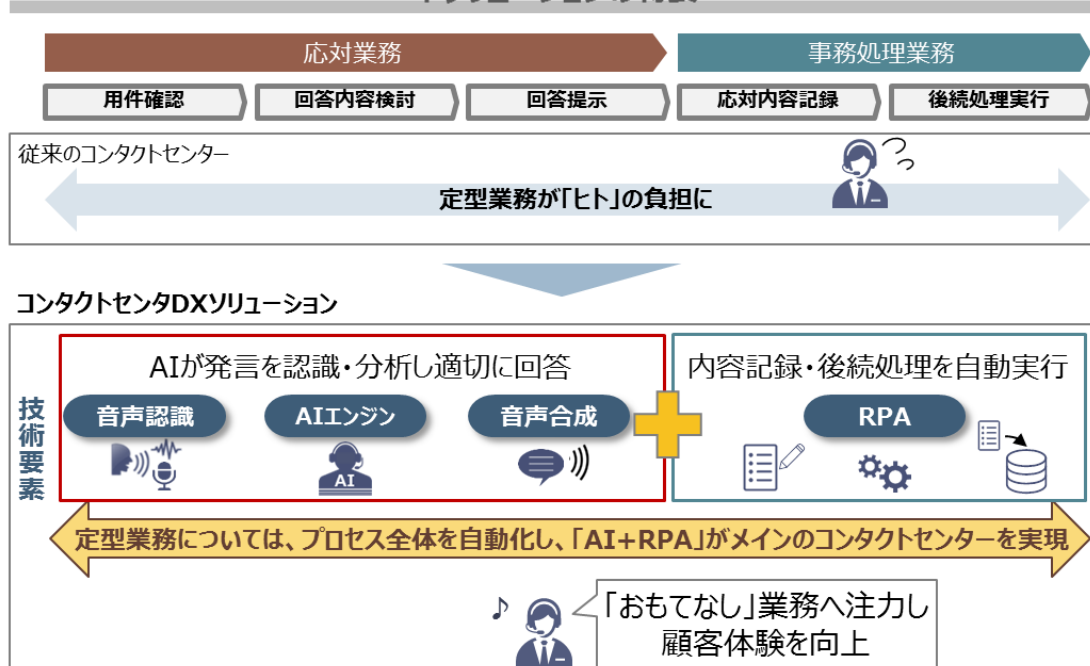 応対業務
事務処理業務
用件確認
回答内容検討
回答提示
応対内容記録
後続処理実行
従来のコンタクトセンター
定型業務が「ヒト」の負担に
コンタクトセンタDXソリューション
技術要素
AIが発言を認識・分析し適切に回答
内容記録・後続処理を自動実行
音声認識
AIエンジン
音声合成
RPA
AI
定型業務については、プロセス全体を自動化し、「AI+RPA」がメインのコンタクトセンターを実現
「おもてなし」業務へ注力し
顧客体験を向上